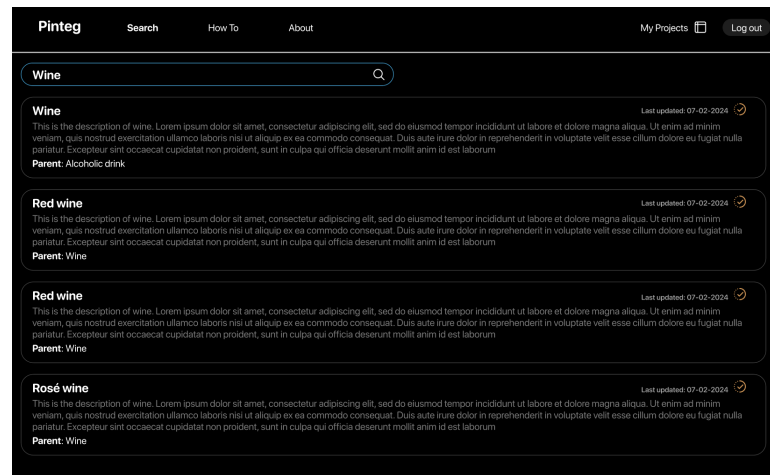 Pinteg Search How To About My Projects Log out
Wine
Wine Last updated: 07-02-2024
This is the description of wine. Lorem ipsum dolor sit amet, consectetur adipiscing elit, sed do eiusmod tempor incididunt ut labore et dolore magna aliqua. Ut enim ad minim
veniam, quis nostrud exercitation ullamco laboris nisi ut aliquip ex ea commodo consequat. Duis aute irure dolor in reprehenderit in voluptate velit esse cillum dolore eu fugiat nulla
pariatur. Excepteur sint occaecat cupidatat non proident, sunt in culpa qui officia deserunt mollit anim id est laborum
Parent: Alcoholic drink
Red wine Last updated: 07-02-2024
This is the description of wine. Lorem ipsum dolor sit amet, consectetur adipiscing elit, sed do eiusmod tempor incididunt ut labore et dolore magna aliqua. Ut enim ad minim
veniam, quis nostrud exercitation ullamco laboris nisi ut aliquip ex ea commodo consequat. Duis aute irure dolor in reprehenderit in voluptate velit esse cillum dolore eu fugiat nulla
pariatur. Excepteur sint occaecat cupidatat non proident, sunt in culpa qui officia deserunt mollit anim id est laborum
Parent: Wine
Red wine Last updated: 07-02-2024
This is the description of wine. Lorem ipsum dolor sit amet, consectetur adipiscing elit, sed do eiusmod tempor incididunt ut labore et dolore magna aliqua. Ut enim ad minim
veniam, quis nostrud exercitation ullamco laboris nisi ut aliquip ex ea commodo consequat. Duis aute irure dolor in reprehenderit in voluptate velit esse cillum dolore eu fugiat nulla
pariatur. Excepteur sint occaecat cupidatat non proident, sunt in culpa qui officia deserunt mollit anim id est laborum
Parent: Wine
Rosé wine Last updated: 07-02-2024
This is the description of wine. Lorem ipsum dolor sit amet, consectetur adipiscing elit, sed do eiusmod tempor incididunt ut labore et dolore magna aliqua. Ut enim ad minim
veniam, quis nostrud exercitation ullamco laboris nisi ut aliquip ex ea commodo consequat. Duis aute irure dolor in reprehenderit in voluptate velit esse cillum dolore eu fugiat nulla
pariatur. Excepteur sint occaecat cupidatat non proident, sunt in culpa qui officia deserunt mollit anim id est laborum
Parent: Wine